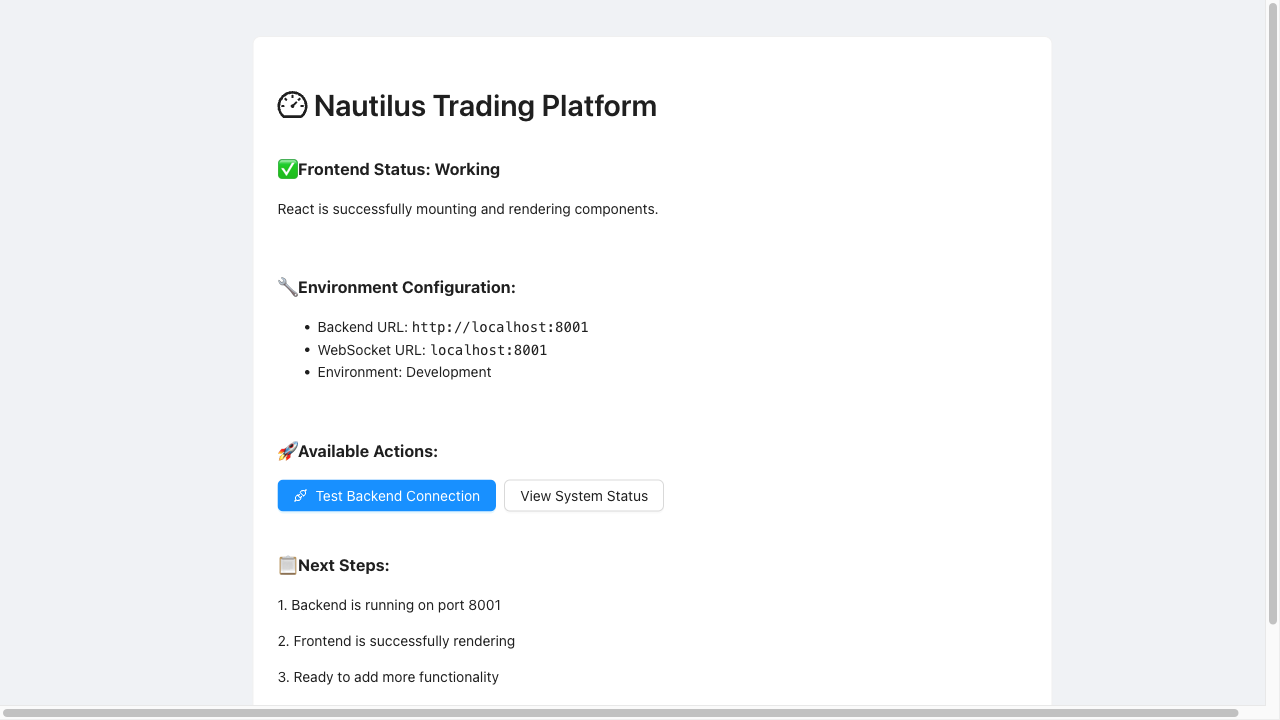 Nautilus Trading Platform
✅Frontend Status: Working
React is successfully mounting and rendering components.
🔧Environment Configuration:
• Backend URL: http://localhost:8001
• WebSocket URL: localhost:8001
• Environment: Development
🚀Available Actions:
Test Backend Connection
View System Status
📋Next Steps:
1. Backend is running on port 8001
2. Frontend is successfully rendering
3. Ready to add more functionality